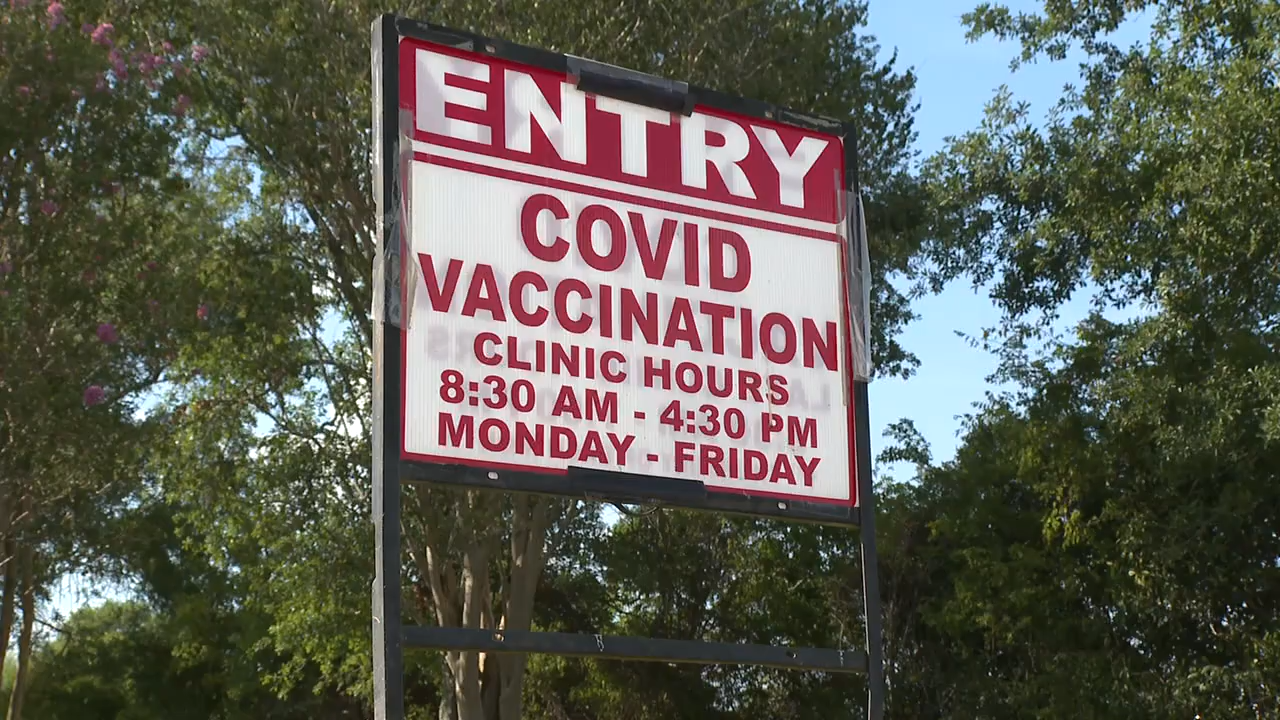 ENTRY
COVID
VACCINATION
CLINIC HOURS
8:30 AM - 4:30 PM
MONDAY - FRIDAY